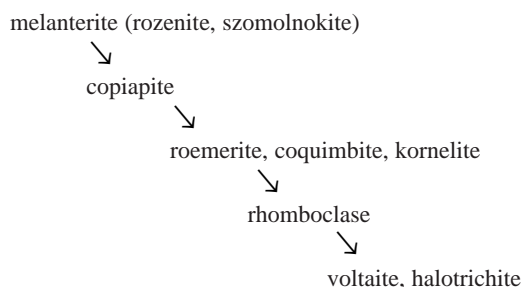 melanterite (rozenite, szomolnokite)
copiapite
roemerite, coquimbite, kornelite
rhomboclase
voltaite, halotrichite